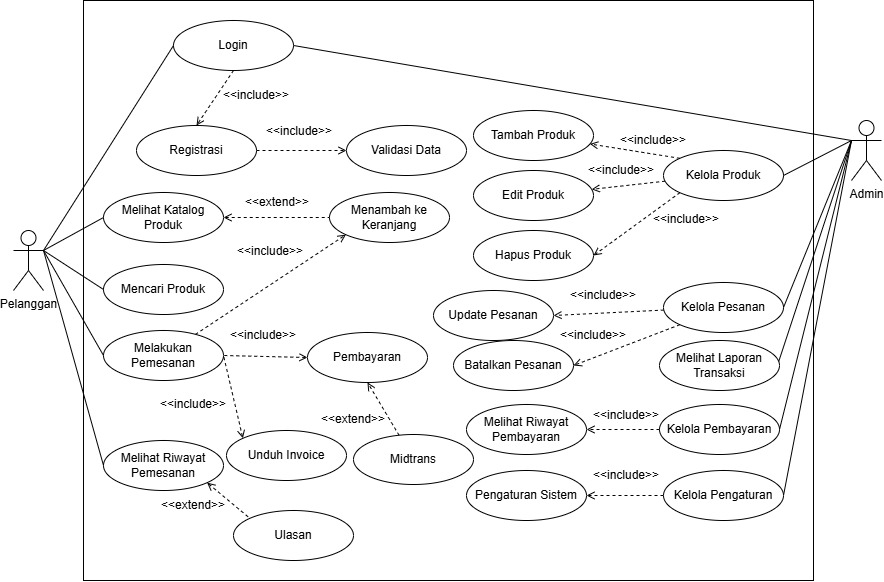 Login
<<include>>
Registrasi
<<include>>
Validasi Data
Tambah Produk
<<include>>
Kelola Produk
<<include>>
Edit Produk
<<include>>
Hapus Produk
Admin
Melihat Katalog
Produk
<<extend>>
Menambah ke
Keranjang
<<include>>
Pelanggan
Mencari Produk
Update Pesanan
<<include>>
Kelola Pesanan
<<include>>
Batalkan Pesanan
Melihat Laporan
Transaksi
Melakukan
Pemesanan
<<include>>
Pembayaran
<<include>>
<<extend>>
Melihat Riwayat
Pembayaran
<<include>>
Kelola Pembayaran
Melihat Riwayat
Pemesanan
Unduh Invoice
Midtrans
<<extend>>
Ulasan
Pengaturan Sistem
<<include>>
Kelola Pengaturan